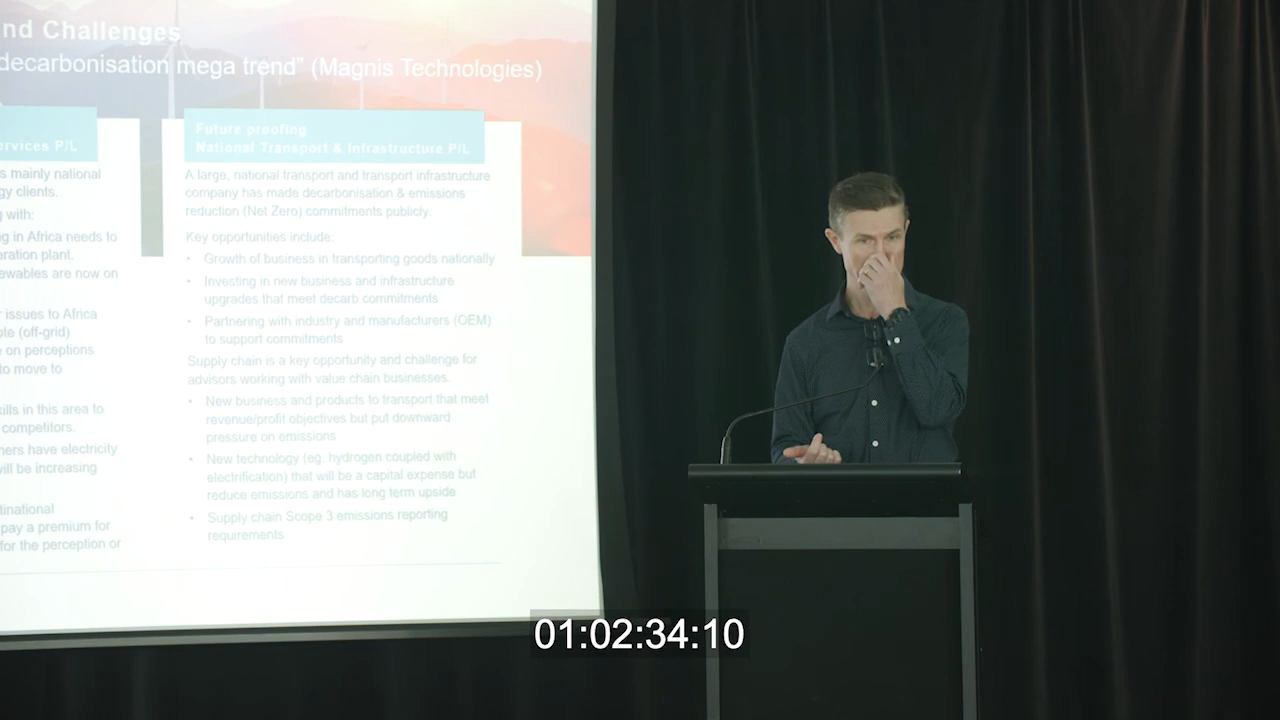 nd Challenges
decarbonisation mega trend” (Magnis Technologies)
ervices P/L
s mainly national
gy clients.
g with:
ng in Africa needs to
eration plant.
ewables are now on
r issues to Africa
ote (off-grid)
e on perceptions
to move to
kills in this area to
competitors.
ners have electricity
will be increasing
tinational
pay a premium for
for the perception or
Future proofing
National Transport & Infrastructure P/L
A large, national transport and transport infrastructure
company has made decarbonisation & emissions
reduction (Net Zero) commitments publicly.
Key opportunities include:
• Growth of business in transporting goods nationally
• Investing in new business and infrastructure
upgrades that meet decarb commitments
• Partnering with industry and manufacturers (OEM)
to support commitments
Supply chain is a key opportunity and challenge for
advisors working with value chain businesses.
• New business and products to transport that meet
revenue/profit objectives but put downward
pressure on emissions
• New technology (eg. hydrogen coupled with
electrification) that will be a capital expense but
reduce emissions and has long term upside
• Supply chain Scope 3 emissions reporting
requirements
01:02:34:10